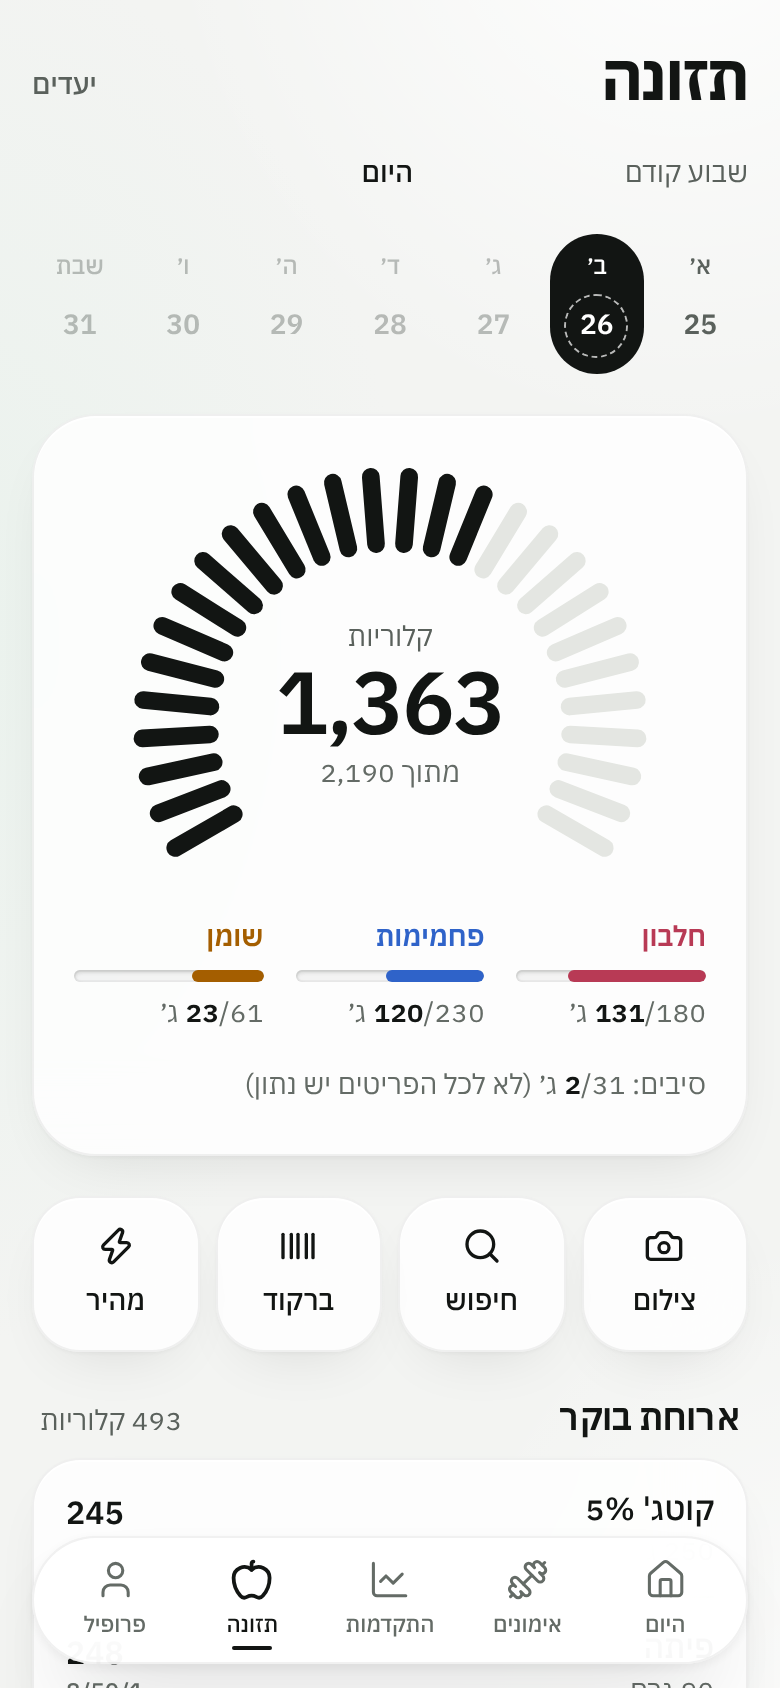 תזונה
יעדים
שבוע קודם
היום
א׳ ב׳ ג׳ ד׳ ה׳ ו׳ שבת
25 26 27 28 29 30 31
קלוריות
1,363
מתוך 2,190
חלבון
131/180 ג׳
פחמימות
120/230 ג׳
שומן
23/61 ג׳
סיבים: 2/31 ג׳ (לא לכל הפריטים יש נתון)
צילום
חיפוש
ברקוד
מהיר
ארוחת בוקר
493 קלוריות
קוטג' 5%
245
פיתה
248
היום
אימונים
התקדמות
תזונה
פרופיל